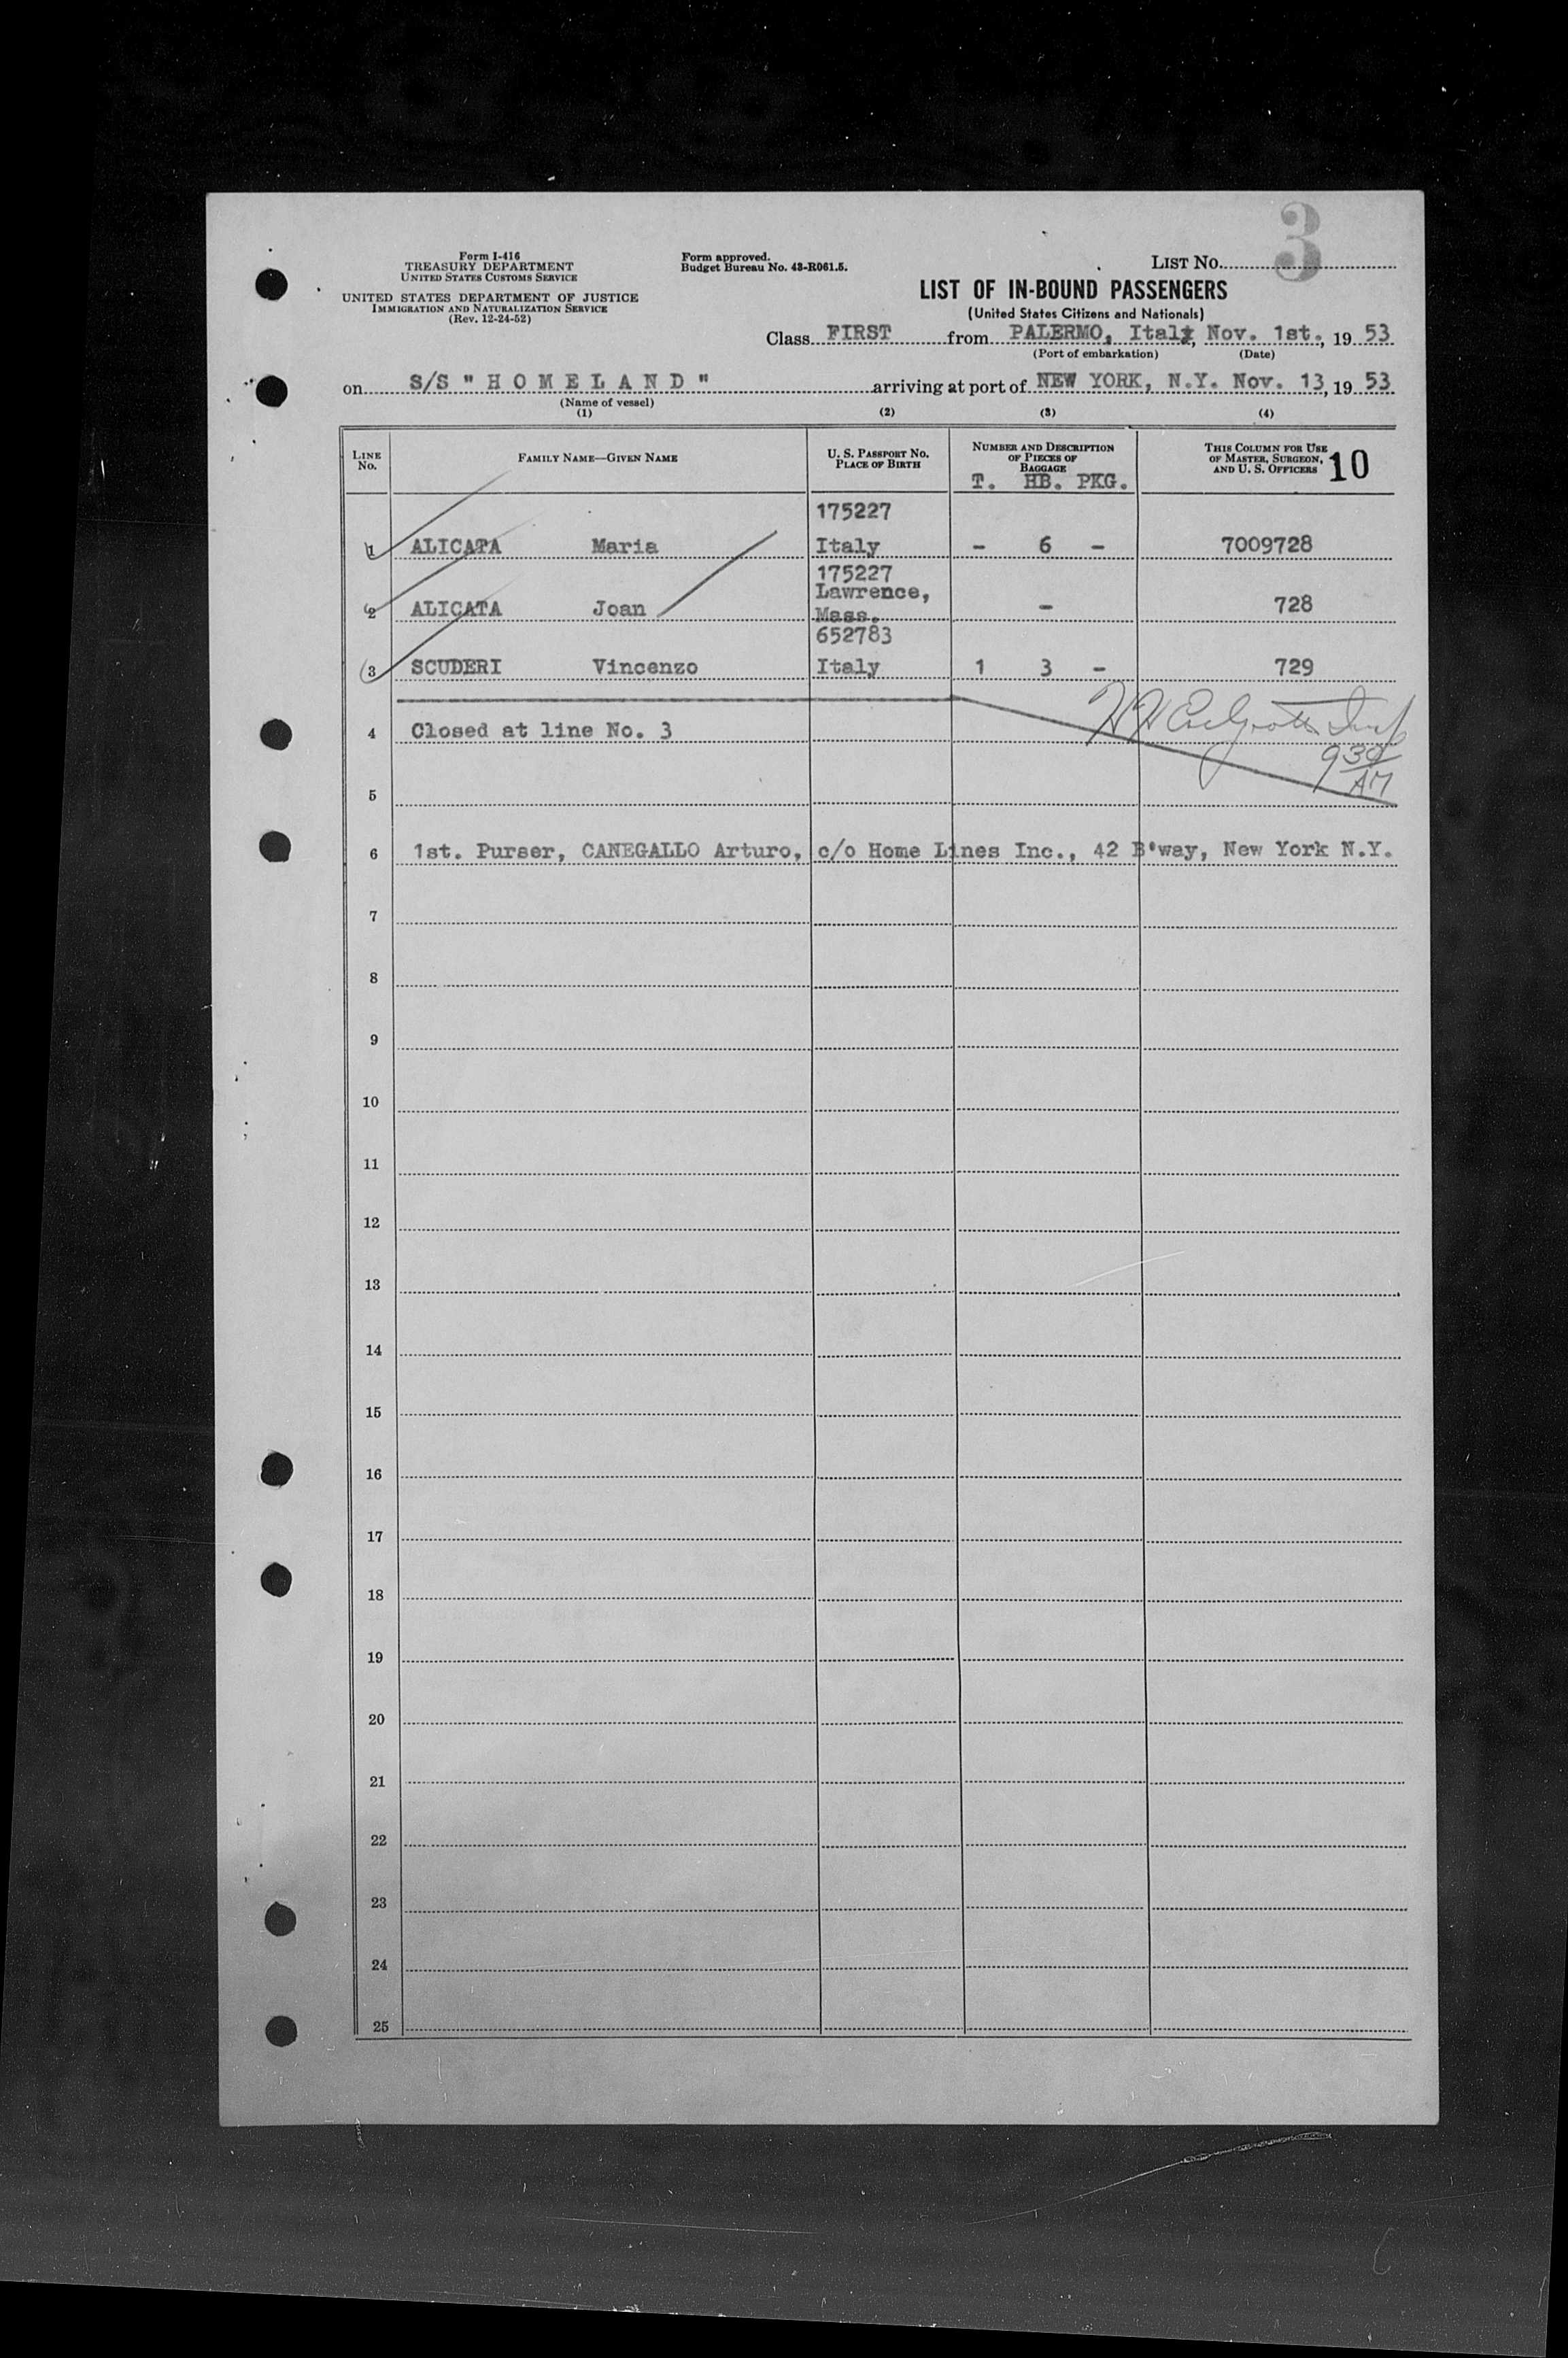 3
Form I-416
TREASURY DEPARTMENT
UNITED STATES CUSTOMS SERVICE
UNITED STATES DEPARTMENT OF JUSTICE
IMMIGRATION AND NATURALIZATION SERVICE
(Rev. 12-24-52)
Form approved.
Budget Bureau No. 43-R061.5.
LIST No.
LIST OF IN-BOUND PASSENGERS
(United States Citizens and Nationals)
Class FIRST from PALERMO, Italy, Nov. 1st., 19 53
(Port of embarkation) (Date)
on S/S "HOMELAND" arriving at port of NEW YORK, N.Y. Nov. 13, 19 53
(Name of vessel)
(1) (2) (3) (4)
LINE No. FAMILY NAME—GIVEN NAME U. S. PASSPORT NO. PLACE OF BIRTH NUMBER AND DESCRIPTION OF PIECES OF BAGGAGE THIS COLUMN FOR USE OF MASTER, SURGEON, AND U. S. OFFICERS 10
T. HB. PKG.
175227
1 ALICATA Maria Italy - 6 - 7009728
175227
Lawrence,
2 ALICATA Joan Mass. - 728
652783
3 SCUDERI Vincenzo Italy 1 3 - 729
4 Closed at line No. 3
9 30 AM
5
6 1st. Purser, CANEGALLO Arturo, c/o Home Lines Inc., 42 B'way, New York N.Y.
7
8
9
10
11
12
13
14
15
16
17
18
19
20
21
22
23
24
25